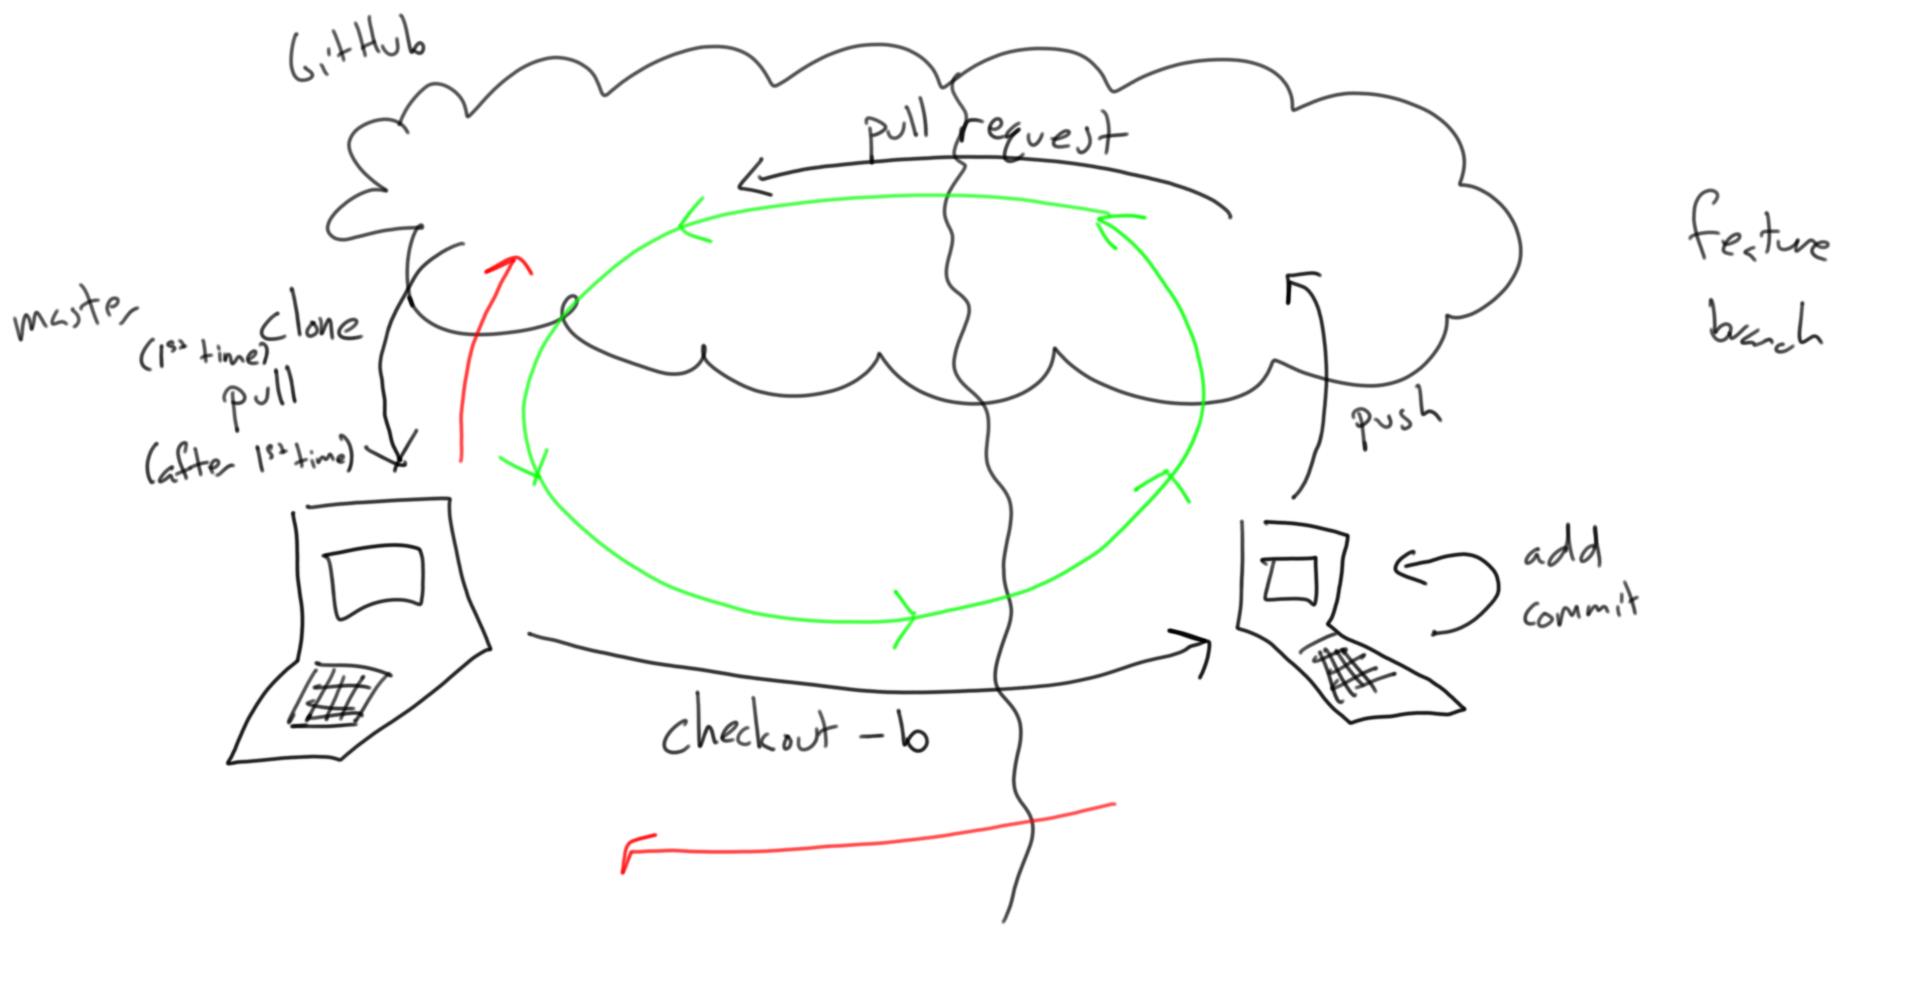 GitHub
pull request
feature
branch
master
clone
(1st time)
pull
(after 1st time)
push
add
commit
checkout -b